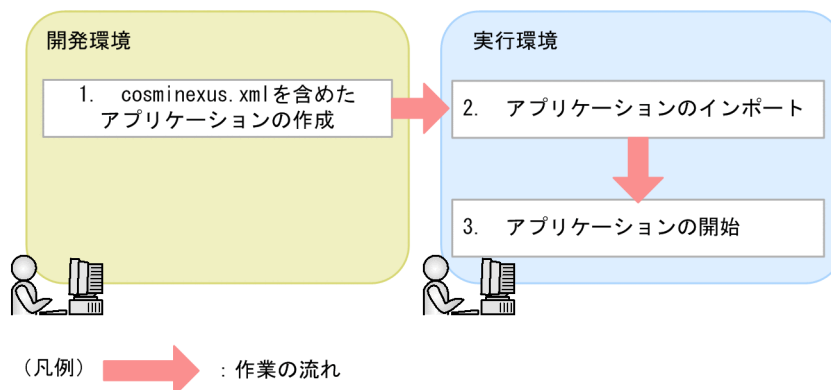 開発環境
1. cosminexus.xmlを含めた
アプリケーションの作成
実行環境
2. アプリケーションのインポート
3. アプリケーションの開始
（凡例） ：作業の流れ